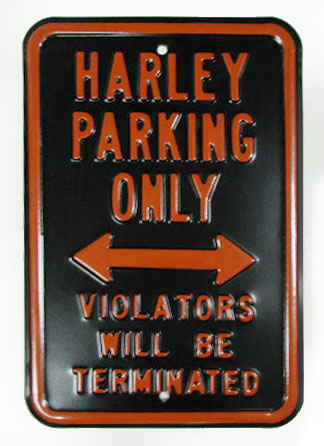 HARLEY
PARKING
ONLY
VIOLATORS
WILL BE
TERMINATED